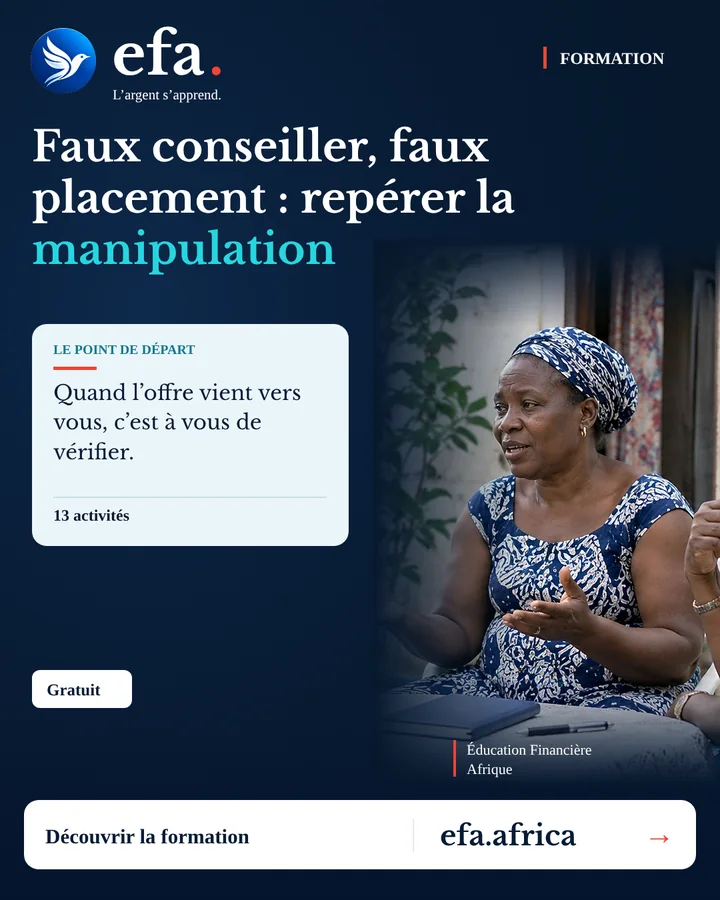 efa.
L’argent s’apprend.
FORMATION
Faux conseiller, faux
placement : repérer la
manipulation
LE POINT DE DÉPART
Quand l’offre vient vers
vous, c’est à vous de
vérifier.
13 activités
Gratuit
Éducation Financière
Afrique
Découvrir la formation
efa.africa →